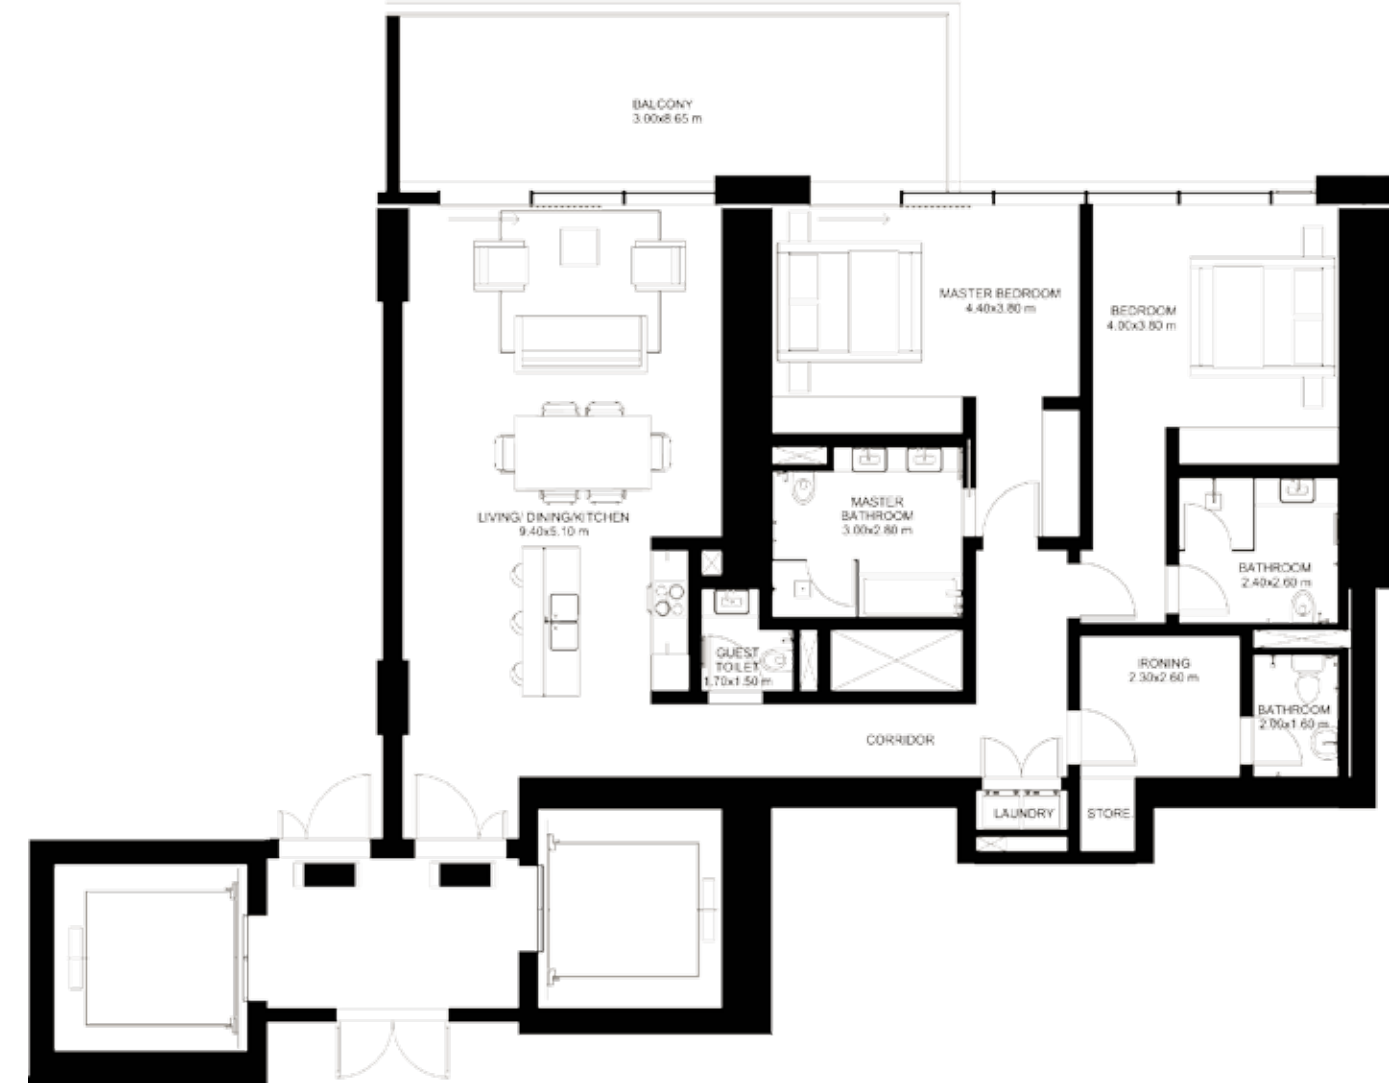 BALCONY
3.00x8.65 m
MASTER BEDROOM
4.40x3.80 m
BEDROOM
4.00x3.80 m
LIVING/ DINING/KITCHEN
9.40x5.10 m
MASTER
BATHROOM
3.00x2.80 m
BATHROOM
2.40x2.60 m
GUEST
TOILET
1.70x1.50 m
IRONING
2.30x2.60 m
BATHROOM
2.00x1.60 m
CORRIDOR
LAUNDRY
STORE